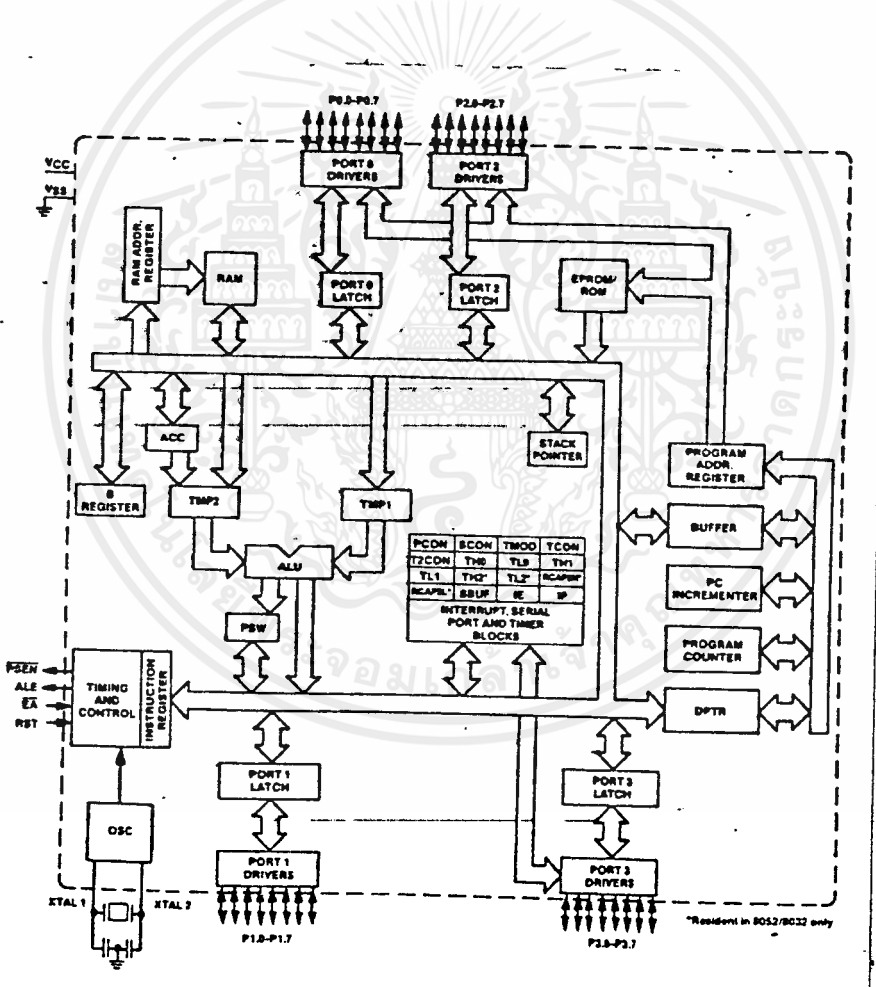 P0.0-P0.7
P2.0-P2.7
VCC
VSS
PORT 0
DRIVERS
PORT 2
DRIVERS
RAM ADDR.
REGISTER
RAM
PORT 0
LATCH
PORT 2
LATCH
EPROM/
ROM
ACC
STACK
POINTER
PROGRAM
ADDR.
REGISTER
B
REGISTER
TMP2
TMP1
BUFFER
ALU
PCON SCON TMOD TCON
T2CON TH0 TL0 TH1
TL1 TH2* TL2* RCAP2H*
RCAP2L* SBUF IE IP
INTERRUPT, SERIAL
PORT AND TIMER
BLOCKS
PC
INCREMENTER
PSW
PROGRAM
COUNTER
PSEN
ALE
EA
RST
TIMING
AND
CONTROL
INSTRUCTION
REGISTER
DPTR
PORT 1
LATCH
PORT 3
LATCH
OSC
PORT 1
DRIVERS
PORT 3
DRIVERS
XTAL 1
XTAL 2
P1.0-P1.7
P3.0-P3.7
*Resident in 8052/8032 only